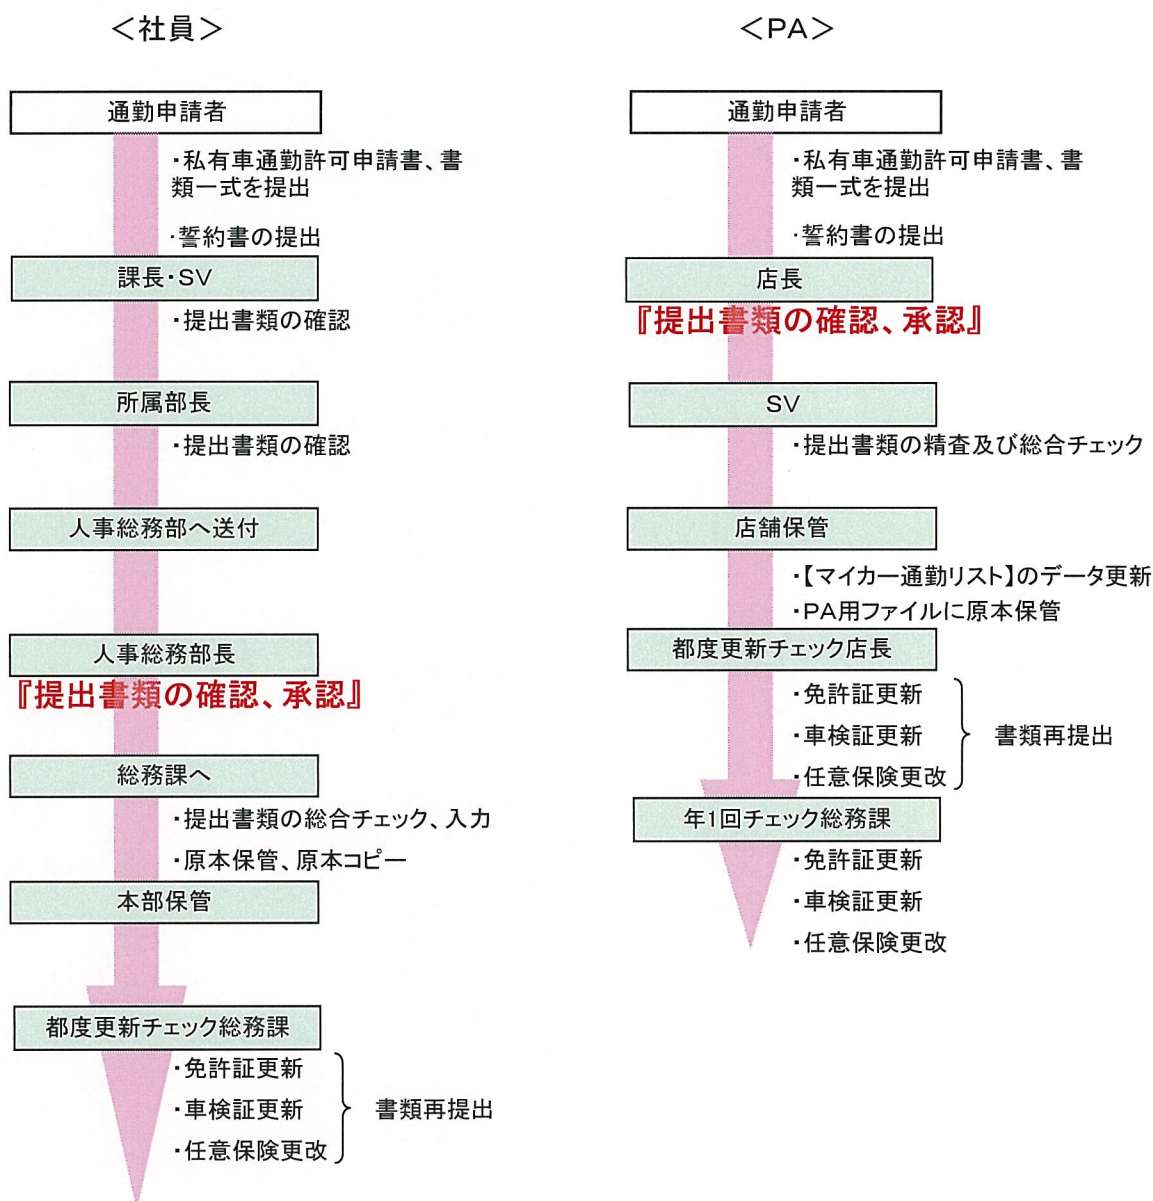 ＜社員＞
通勤申請者
・私有車通勤許可申請書、書
類一式を提出
・誓約書の提出
課長・SV
・提出書類の確認
所属部長
・提出書類の確認
人事総務部へ送付
人事総務部長
『提出書類の確認、承認』
総務課へ
・提出書類の総合チェック、入力
・原本保管、原本コピー
本部保管
都度更新チェック総務課
・免許証更新
・車検証更新
・任意保険更改
書類再提出
＜PA＞
通勤申請者
・私有車通勤許可申請書、書
類一式を提出
・誓約書の提出
店長
『提出書類の確認、承認』
SV
・提出書類の精査及び総合チェック
店舗保管
・【マイカー通勤リスト】のデータ更新
・PA用ファイルに原本保管
都度更新チェック店長
・免許証更新
・車検証更新
・任意保険更改
書類再提出
年1回チェック総務課
・免許証更新
・車検証更新
・任意保険更改